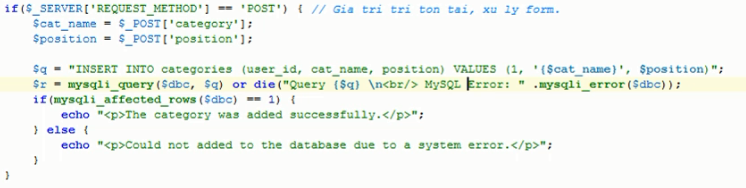 if($_SERVER['REQUEST_METHOD'] == 'POST') { // Gia tri tri ton tai, xu ly form.
$cat_name = $_POST['category'];
$position = $_POST['position'];
$q = "INSERT INTO categories (user_id, cat_name, position) VALUES (1, '{$cat_name}', $position)";
$r = mysqli_query($dbc, $q) or die("Query {$q} \n<br/> MySQL Error: " .mysqli_error($dbc));
if(mysqli_affected_rows($dbc) == 1) {
echo "<p>The category was added successfully.</p>";
} else {
echo "<p>Could not added to the database due to a system error.</p>";
}
}